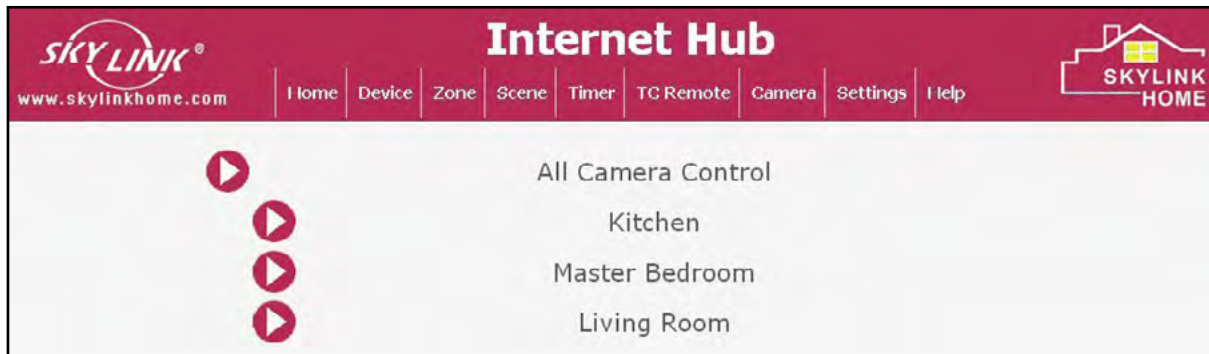 SKYLINK®
www.skylinkhome.com
Internet Hub
Home Device Zone Scene Timer TC Remote Camera Settings Help
SKYLINK
HOME
All Camera Control
Kitchen
Master Bedroom
Living Room